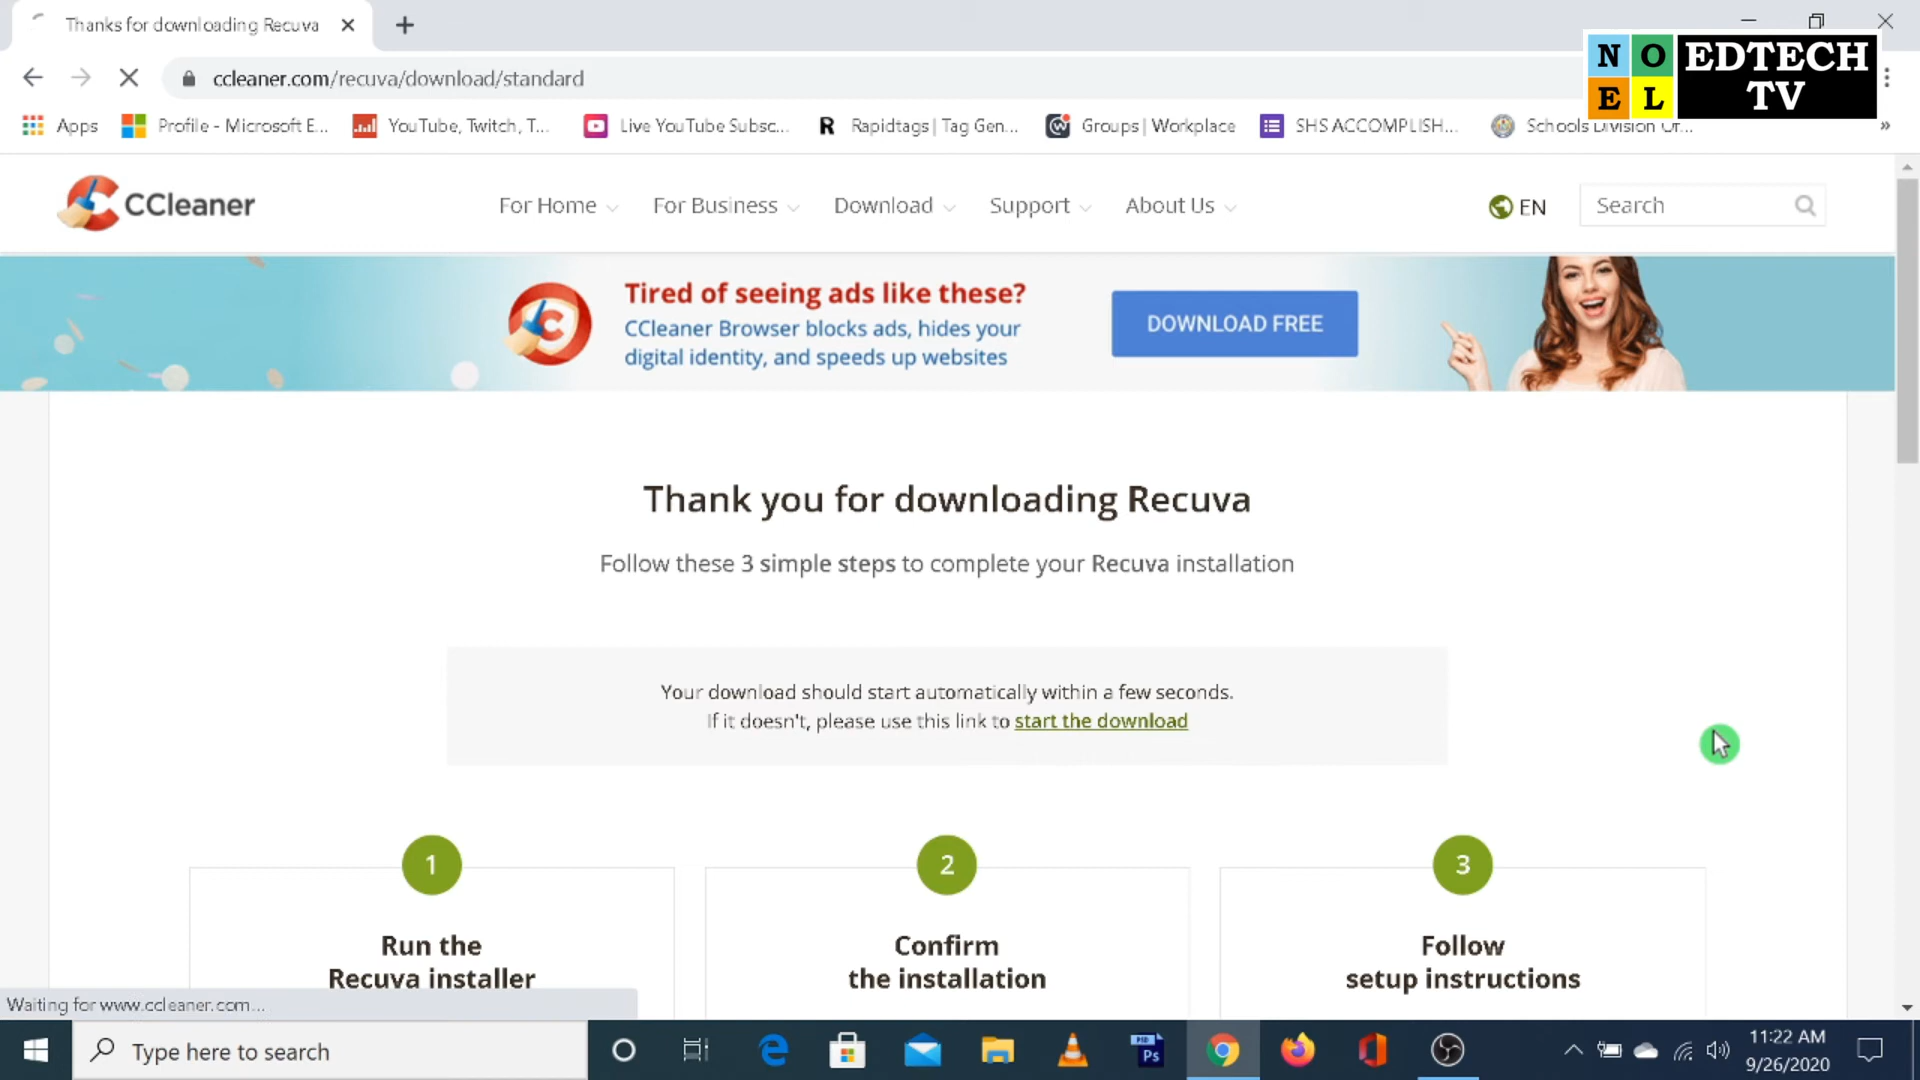 Thanks for downloading Recuva
ccleaner.com/recuva/download/standard
NO
EL
EDTECH
TV
Apps
Profile - Microsoft E...
YouTube, Twitch, T...
Live YouTube Subsc...
R
Rapidtags | Tag Gen...
Groups | Workplace
SHS ACCOMPLISH...
Schools Division Of...
»
CCleaner
For Home
For Business
Download
Support
About Us
EN
Search
Tired of seeing ads like these?
CCleaner Browser blocks ads, hides your
digital identity, and speeds up websites
DOWNLOAD FREE
Thank you for downloading Recuva
Follow these 3 simple steps to complete your Recuva installation
Your download should start automatically within a few seconds.
If it doesn't, please use this link to start the download
1
2
3
Run the
Recuva installer
Confirm
the installation
Follow
setup instructions
Waiting for www.ccleaner.com...
Type here to search
Ps
11:22 AM
9/26/2020